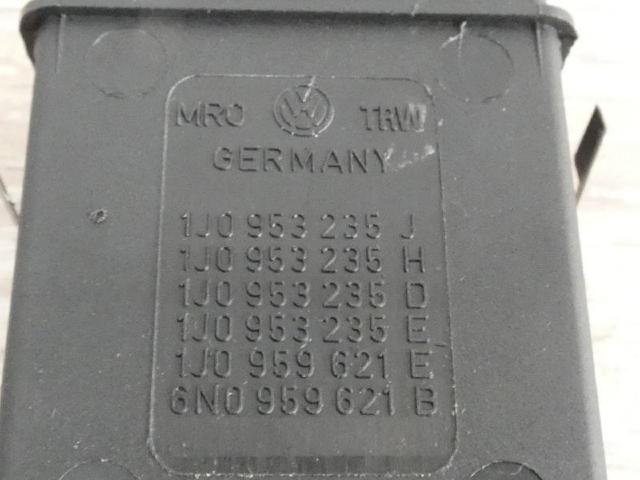 MRO VW TRW
GERMANY
1J0 953 235 J
1J0 953 235 H
1J0 953 235 D
1J0 953 235 E
1J0 959 621 E
6N0 959 621 B